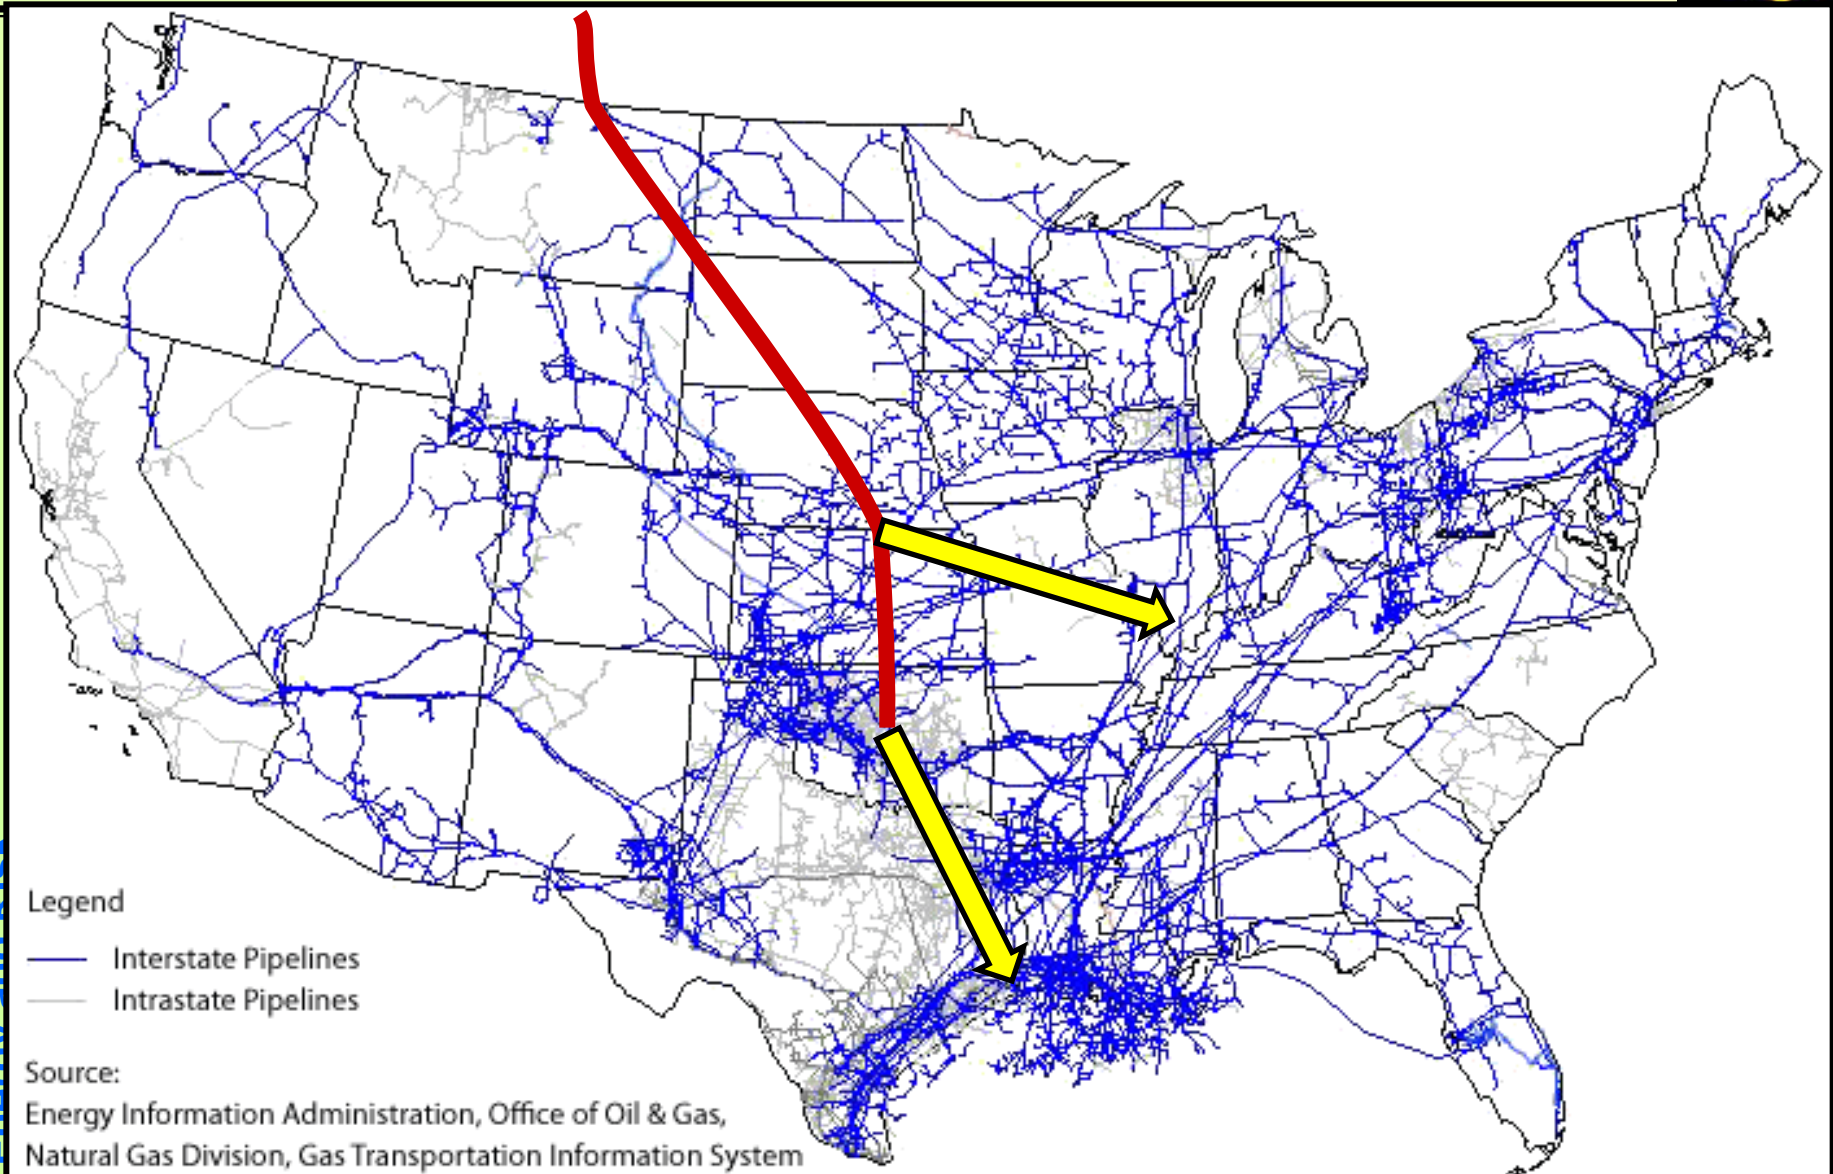 Legend
Interstate Pipelines
Intrastate Pipelines
Source:
Energy Information Administration, Office of Oil & Gas,
Natural Gas Division, Gas Transportation Information System